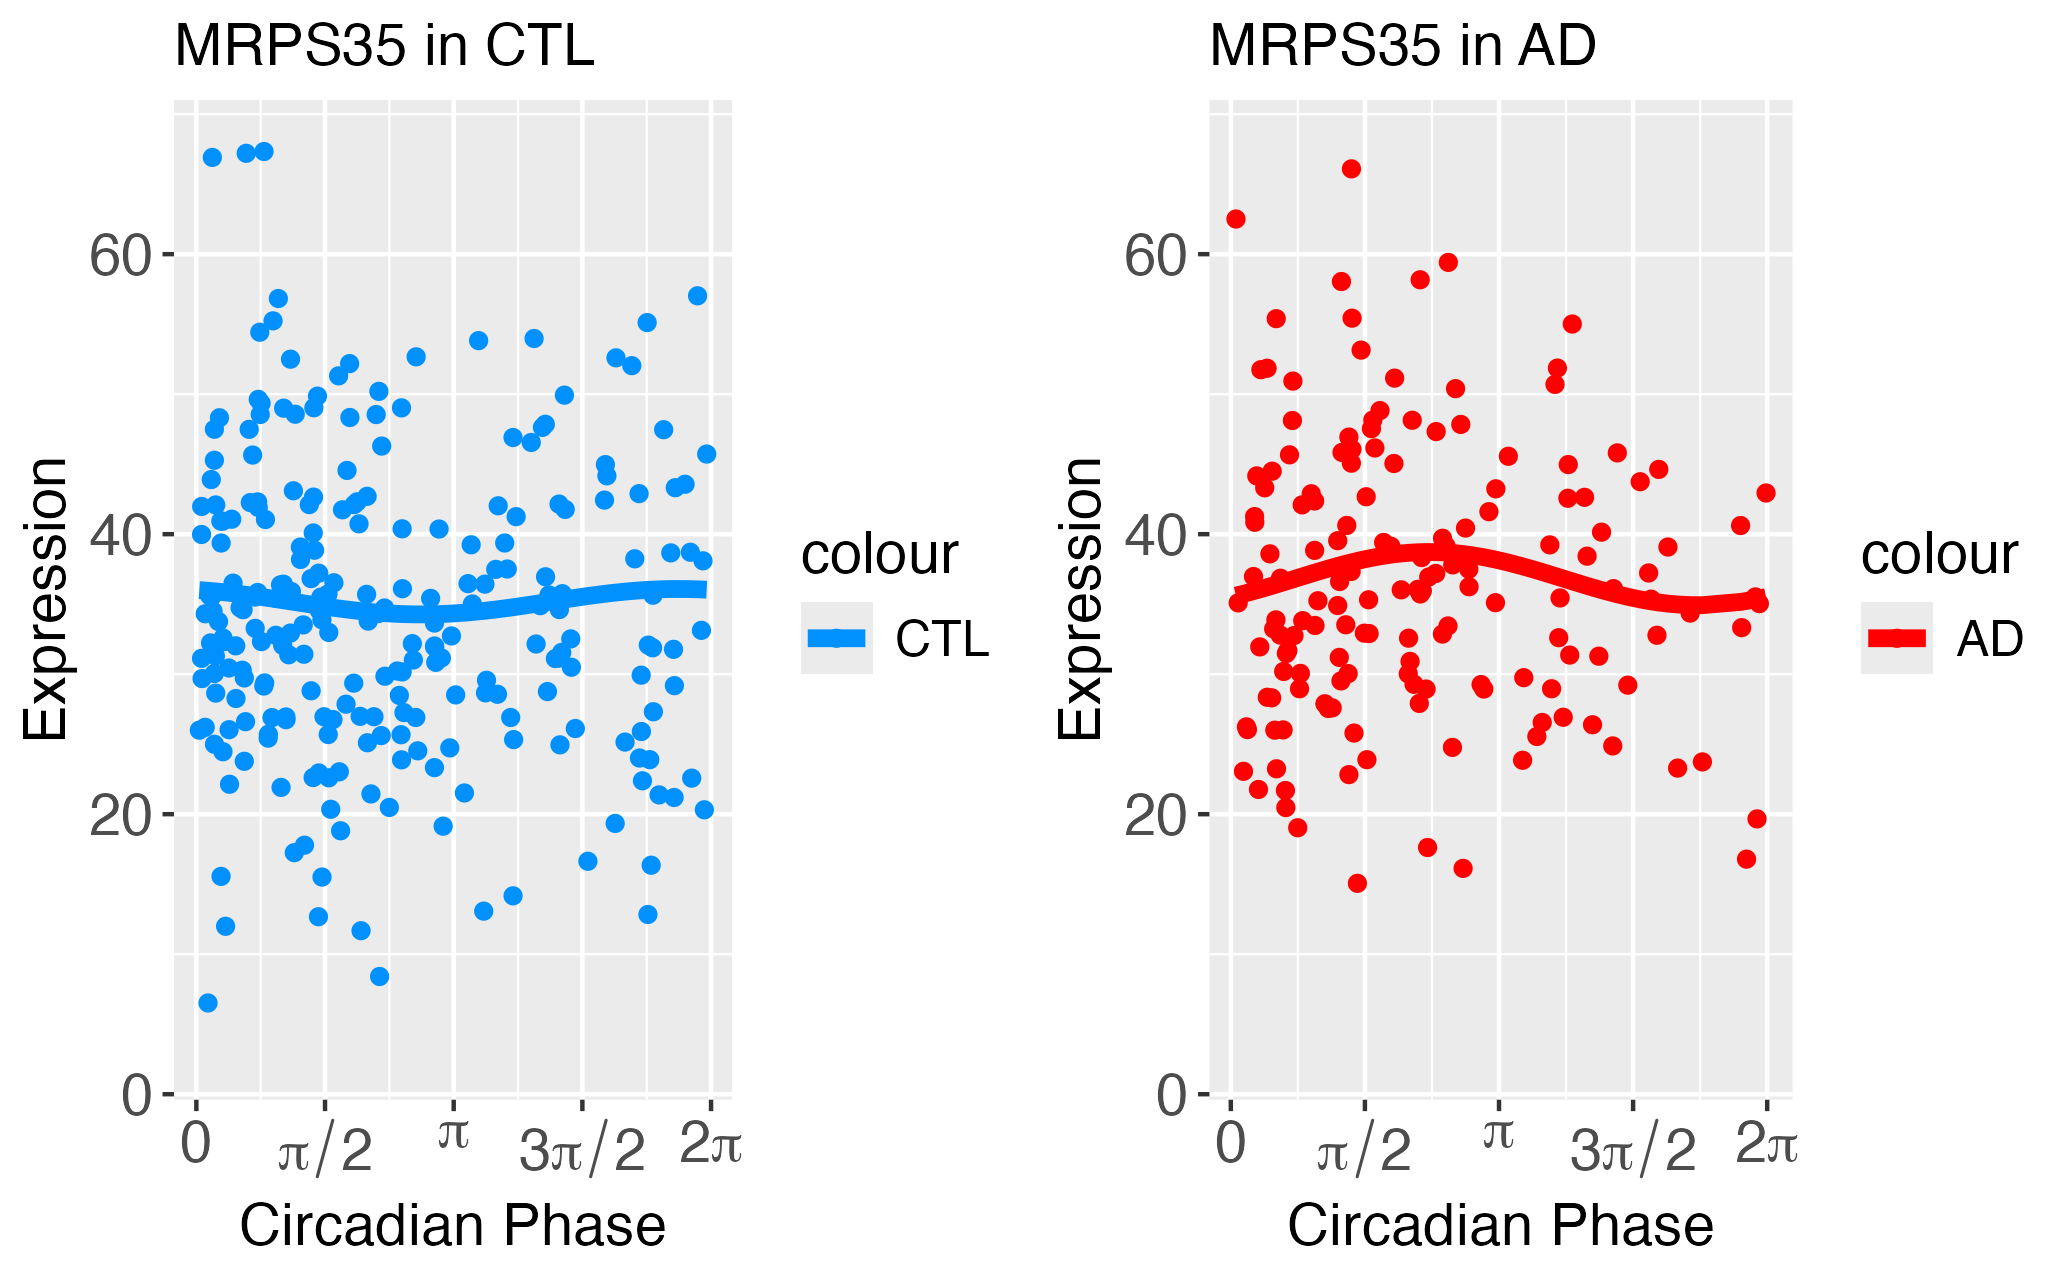 MRPS35 in CTL
Expression
60
40
20
0
0 π/2 π 3π/2 2π
Circadian Phase
colour
CTL
MRPS35 in AD
Expression
60
40
20
0
0 π/2 π 3π/2 2π
Circadian Phase
colour
AD